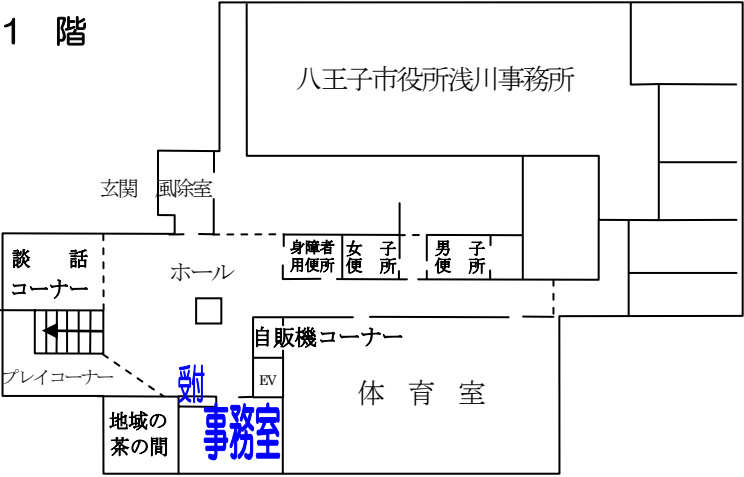 1 階
八王子市役所浅川事務所
玄関 風除室
談 話
コーナー
ホール
身障者
用便所
女 子
便 所
男 子
便 所
自販機コーナー
プレイコーナー
受付
EV
体 育 室
地域の
茶の間
事務室